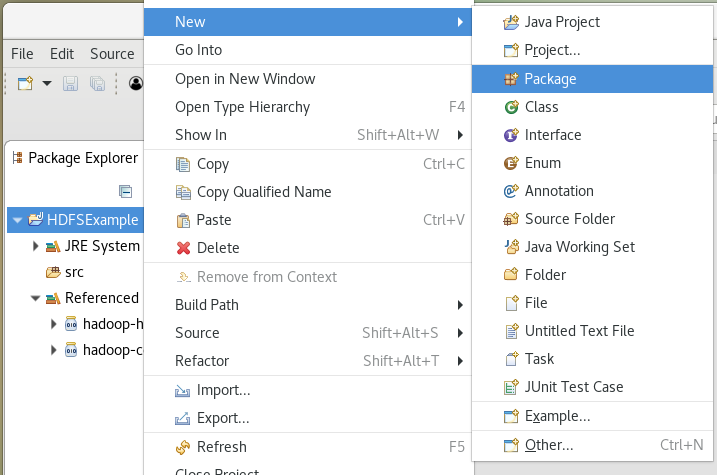 File Edit Source
Package Explorer
HDFSExample
JRE System
src
Referenced
hadoop-h
hadoop-c
New
Go Into
Open in New Window
Open Type Hierarchy F4
Show In Shift+Alt+W
Copy Ctrl+C
Copy Qualified Name
Paste Ctrl+V
Delete
Remove from Context
Build Path
Source Shift+Alt+S
Refactor Shift+Alt+T
Import...
Export...
Refresh F5
Close Project
Java Project
Project...
Package
Class
Interface
Enum
Annotation
Source Folder
Java Working Set
Folder
File
Untitled Text File
Task
JUnit Test Case
Example...
Other... Ctrl+N